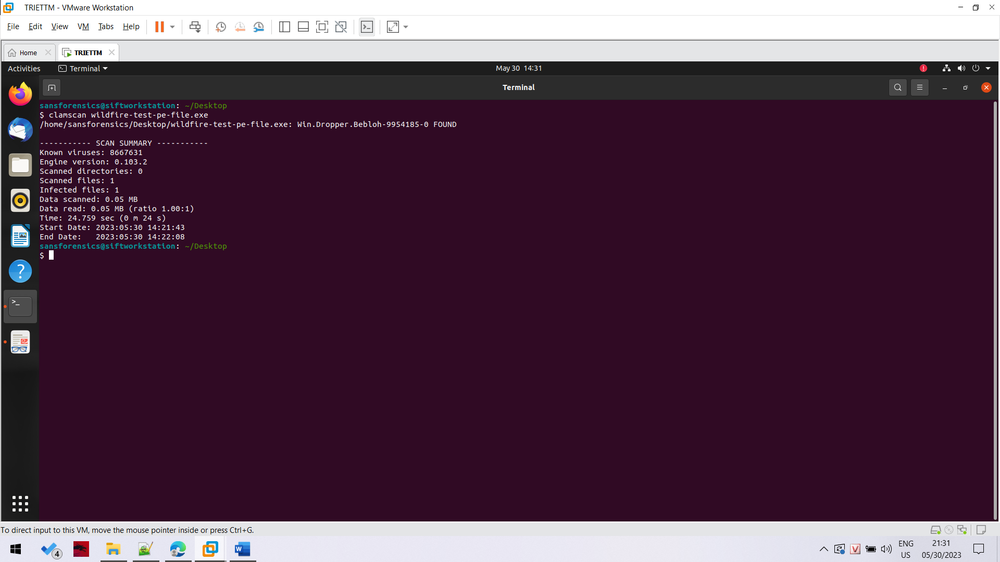 TRIETTM - VMware Workstation
File Edit View VM Tabs Help
Home TRIETTM
Activities Terminal May 30 14:31
Terminal
sansforensics@siftworkstation: ~/Desktop
$ clamscan wildfire-test-pe-file.exe
/home/sansforensics/Desktop/wildfire-test-pe-file.exe: Win.Dropper.Bebloh-9954185-0 FOUND
----------- SCAN SUMMARY -----------
Known viruses: 8667631
Engine version: 0.103.2
Scanned directories: 0
Scanned files: 1
Infected files: 1
Data scanned: 0.05 MB
Data read: 0.05 MB (ratio 1.00:1)
Time: 24.759 sec (0 m 24 s)
Start Date: 2023:05:30 14:21:43
End Date:   2023:05:30 14:22:08
sansforensics@siftworkstation: ~/Desktop
$
To direct input to this VM, move the mouse pointer inside or press Ctrl+G.
4
ENG 21:31
US 05/30/2023